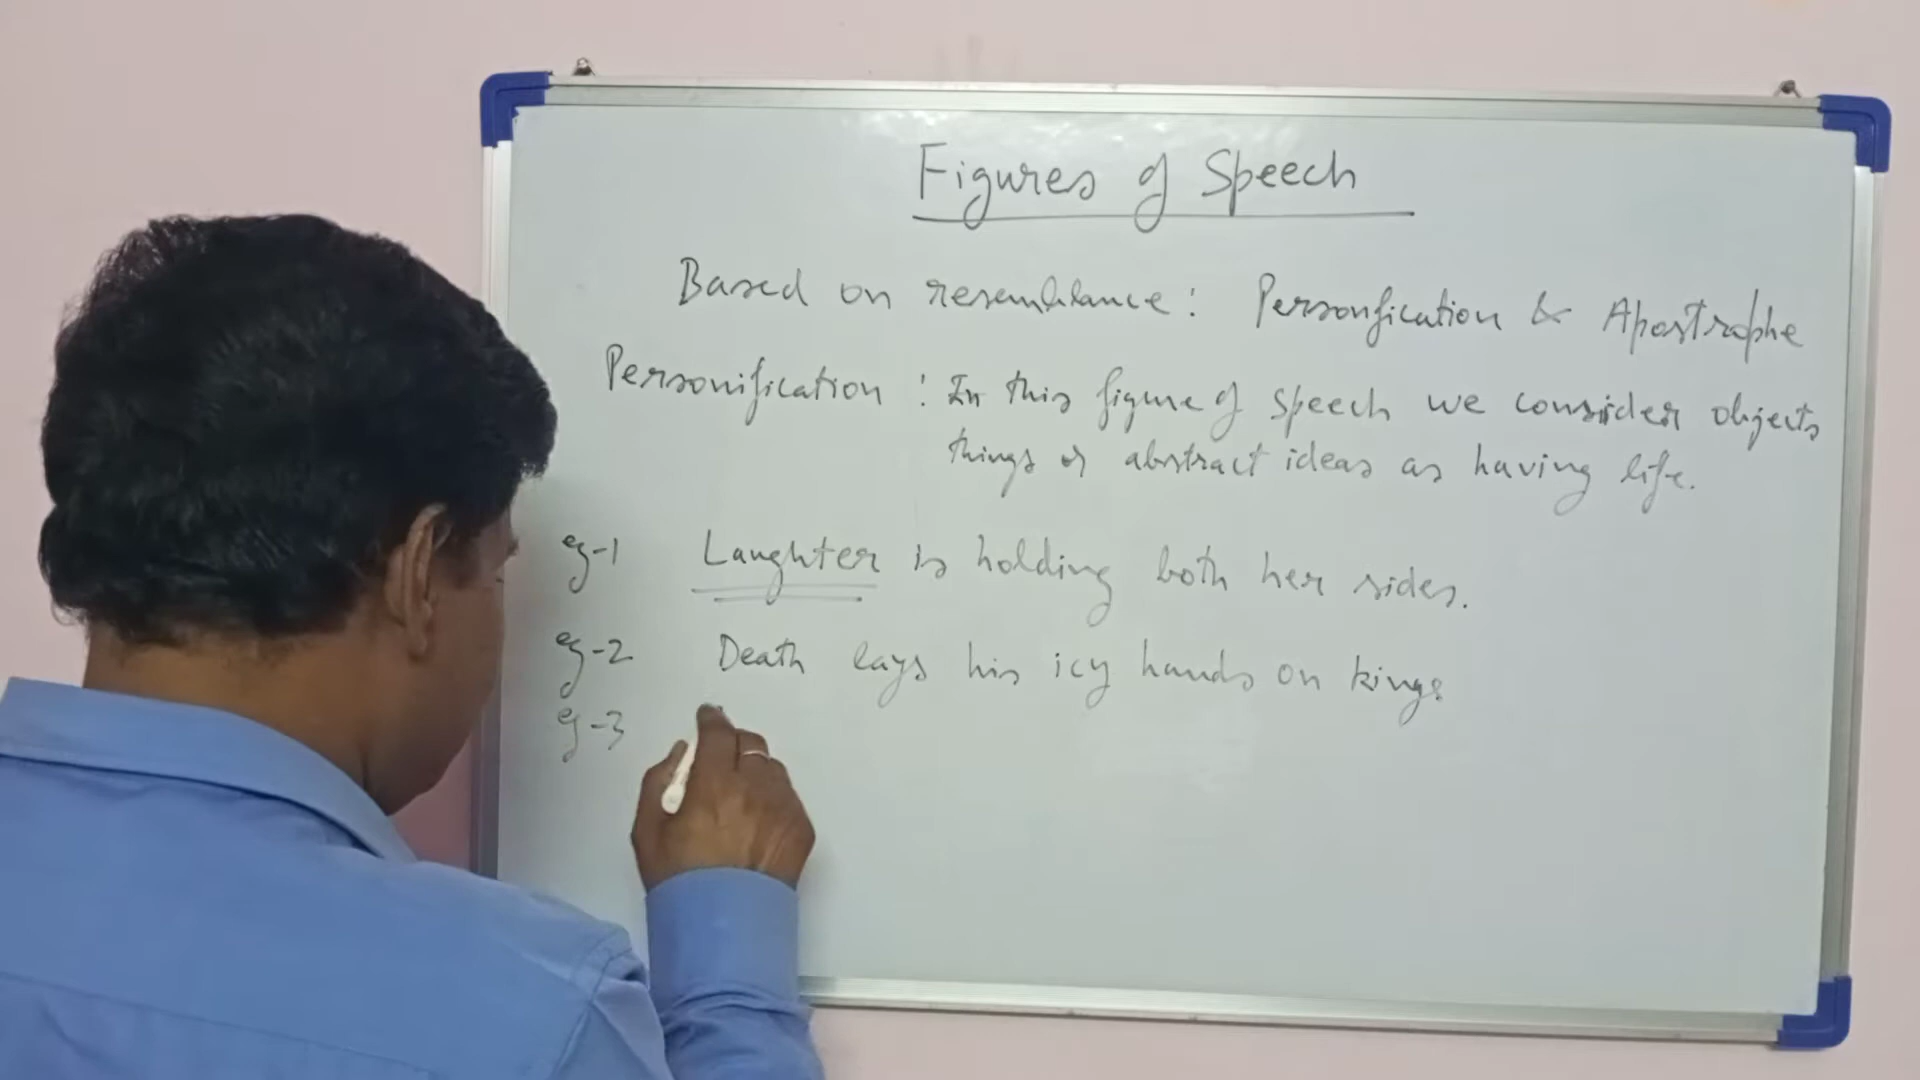 Figures of Speech
Based on resemblance: Personfication & Apostrophe
Personification : In this figure of speech we consider objects
things or abstract ideas as having life.
eg-1 Laughter is holding both her sides.
eg-2 Death lays his icy hands on kings
eg-3